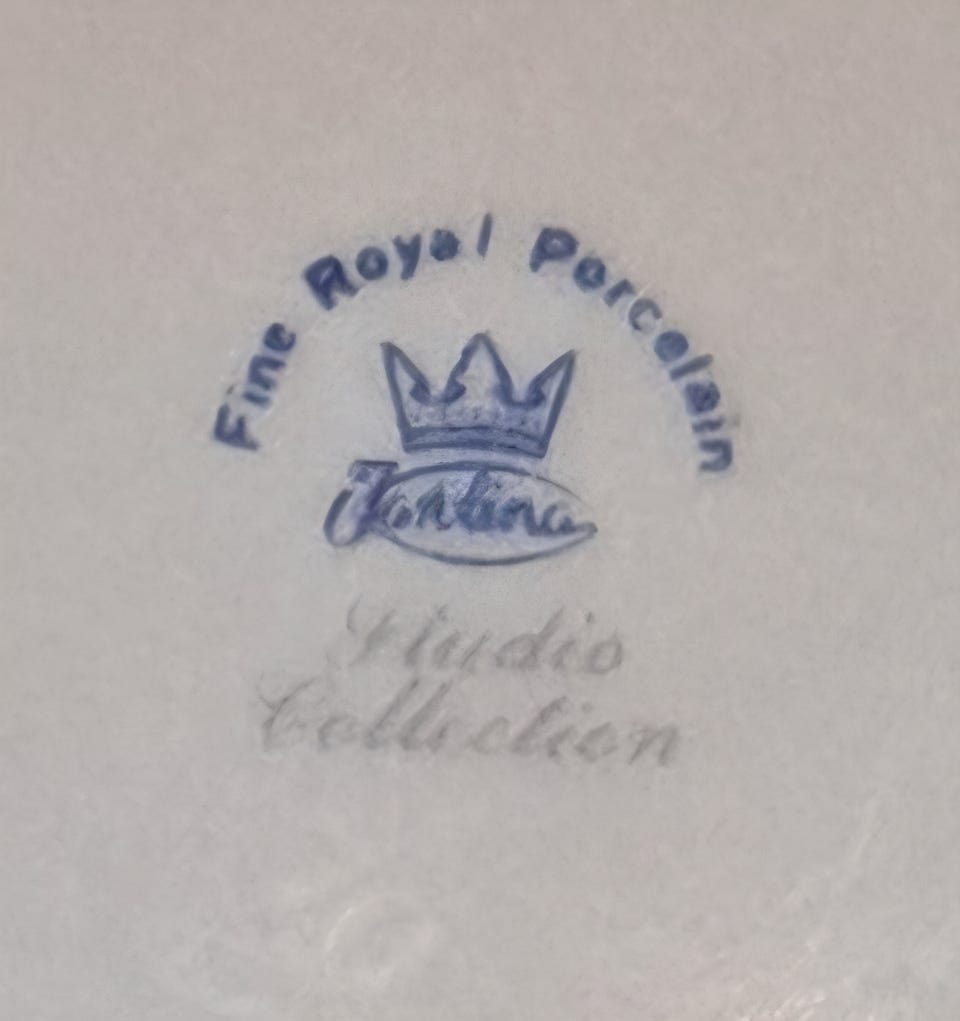 Fine Royal Porcelain
Studio
Collection